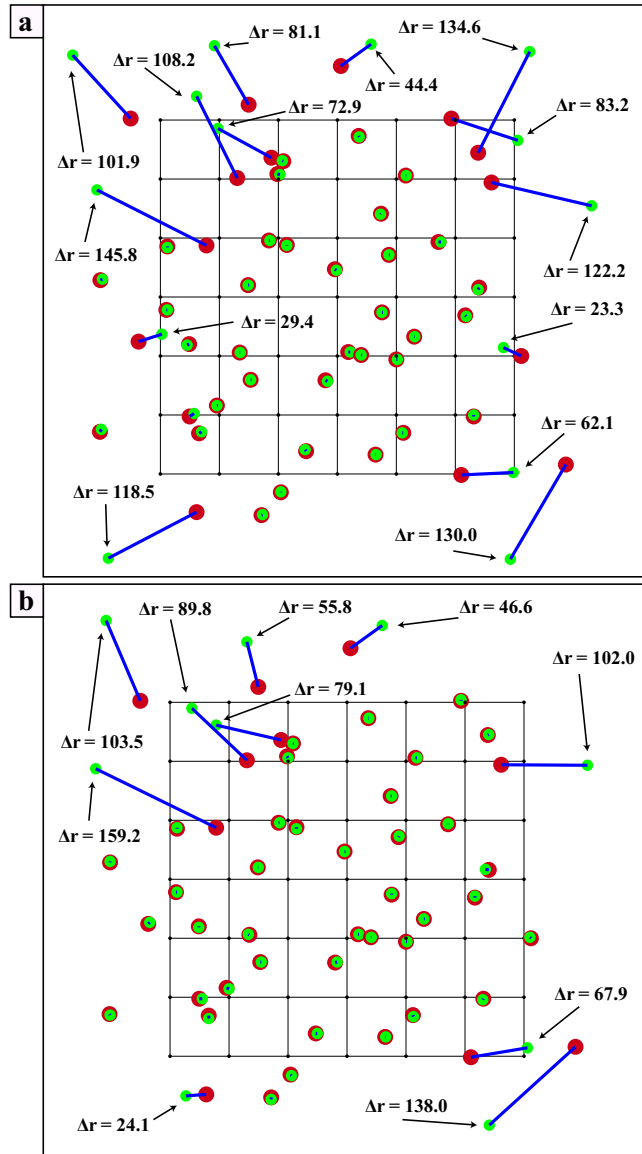 a
Δr = 81.1
Δr = 134.6
Δr = 108.2
Δr = 44.4
Δr = 72.9
Δr = 83.2
Δr = 101.9
Δr = 145.8
Δr = 122.2
Δr = 29.4
Δr = 23.3
Δr = 62.1
Δr = 118.5
Δr = 130.0
b
Δr = 89.8
Δr = 55.8
Δr = 46.6
Δr = 102.0
Δr = 79.1
Δr = 103.5
Δr = 159.2
Δr = 67.9
Δr = 138.0
Δr = 24.1